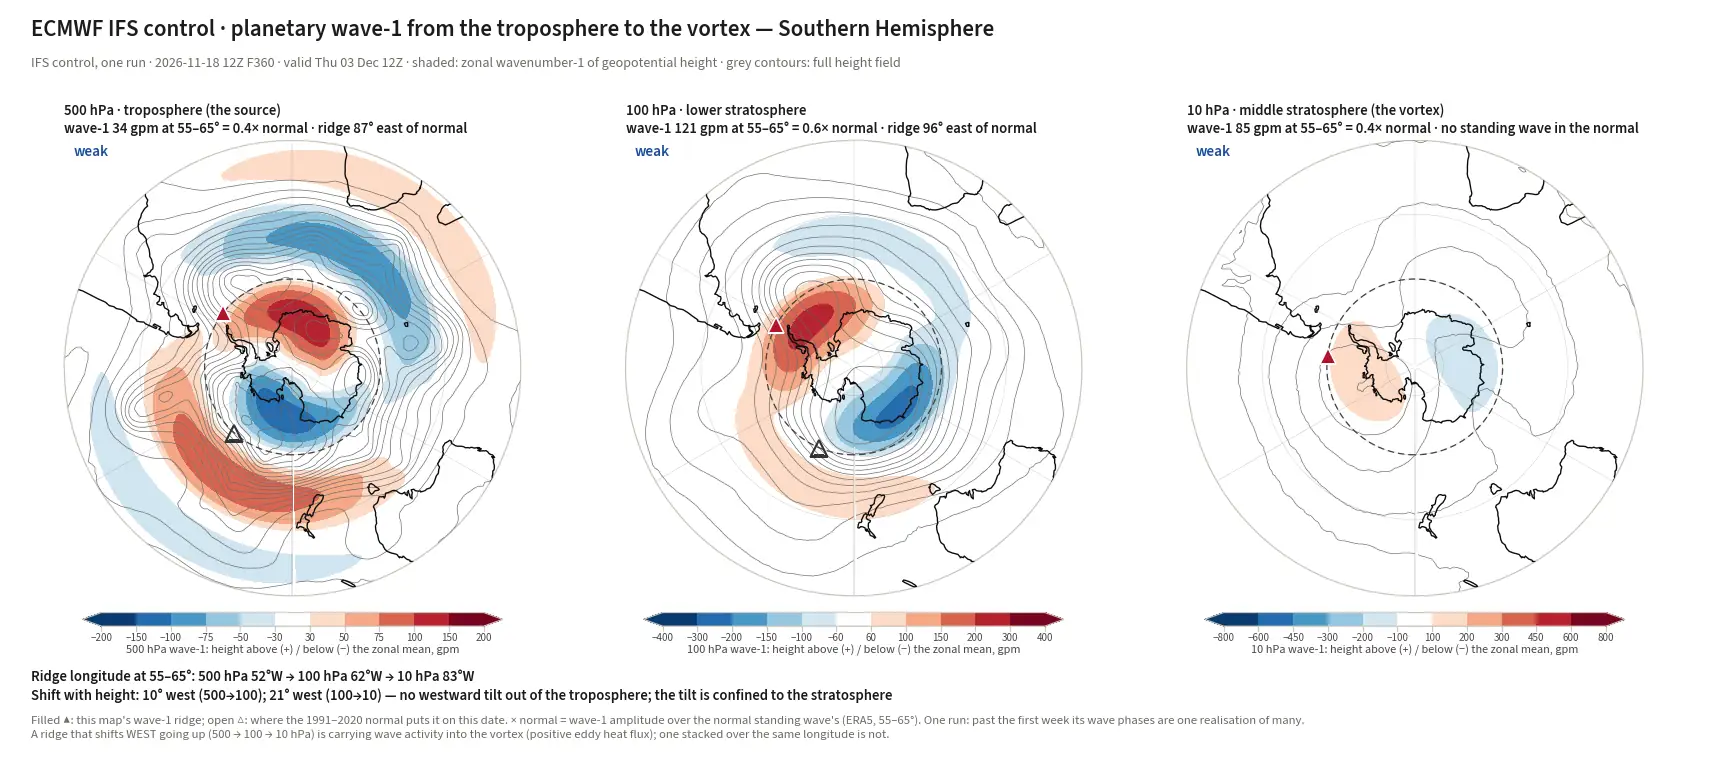 ECMWF IFS control · planetary wave-1 from the troposphere to the vortex — Southern Hemisphere
IFS control, one run · 2026-11-18 12Z F360 · valid Thu 03 Dec 12Z · shaded: zonal wavenumber-1 of geopotential height · grey contours: full height field
500 hPa · troposphere (the source)
wave-1 34 gpm at 55–65° = 0.4× normal · ridge 87° east of normal
weak
100 hPa · lower stratosphere
wave-1 121 gpm at 55–65° = 0.6× normal · ridge 96° east of normal
weak
10 hPa · middle stratosphere (the vortex)
wave-1 85 gpm at 55–65° = 0.4× normal · no standing wave in the normal
weak
−200 −150 −100 −75 −50 −30 30 50 75 100 150 200
500 hPa wave-1: height above (+) / below (−) the zonal mean, gpm
−400 −300 −200 −150 −100 −60 60 100 150 200 300 400
100 hPa wave-1: height above (+) / below (−) the zonal mean, gpm
−800 −600 −450 −300 −200 −100 100 200 300 450 600 800
10 hPa wave-1: height above (+) / below (−) the zonal mean, gpm
Ridge longitude at 55–65°: 500 hPa 52°W → 100 hPa 62°W → 10 hPa 83°W
Shift with height: 10° west (500→100); 21° west (100→10) — no westward tilt out of the troposphere; the tilt is confined to the stratosphere
Filled ▲: this map's wave-1 ridge; open △: where the 1991–2020 normal puts it on this date. × normal = wave-1 amplitude over the normal standing wave's (ERA5, 55–65°). One run: past the first week its wave phases are one realisation of many.
A ridge that shifts WEST going up (500 → 100 → 10 hPa) is carrying wave activity into the vortex (positive eddy heat flux); one stacked over the same longitude is not.